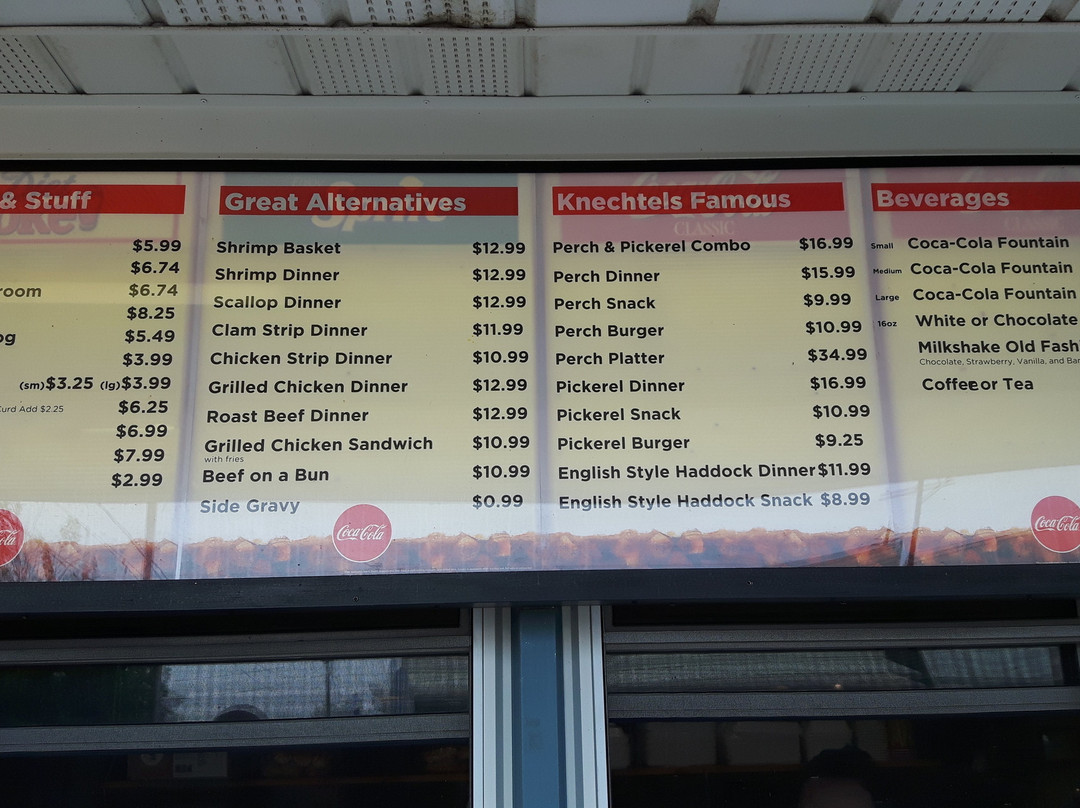 & Stuff
$5.99
$6.74
room $6.74
$8.25
og $5.49
$3.99
(sm)$3.25 (lg)$3.99
Curd Add $2.25 $6.25
$6.99
$7.99
$2.99
Coca-Cola
Great Alternatives
Shrimp Basket $12.99
Shrimp Dinner $12.99
Scallop Dinner $12.99
Clam Strip Dinner $11.99
Chicken Strip Dinner $10.99
Grilled Chicken Dinner $12.99
Roast Beef Dinner $12.99
Grilled Chicken Sandwich $10.99
with fries
Beef on a Bun $10.99
Side Gravy $0.99
Coca-Cola
Knechtels Famous
CLASSIC
Perch & Pickerel Combo $16.99
Perch Dinner $15.99
Perch Snack $9.99
Perch Burger $10.99
Perch Platter $34.99
Pickerel Dinner $16.99
Pickerel Snack $10.99
Pickerel Burger $9.25
English Style Haddock Dinner $11.99
English Style Haddock Snack $8.99
Beverages
Small Coca-Cola Fountain
Medium Coca-Cola Fountain
Large Coca-Cola Fountain
16oz White or Chocolate
Milkshake Old Fash
Chocolate, Strawberry, Vanilla, and Ban
Coffee or Tea
Coca-Cola